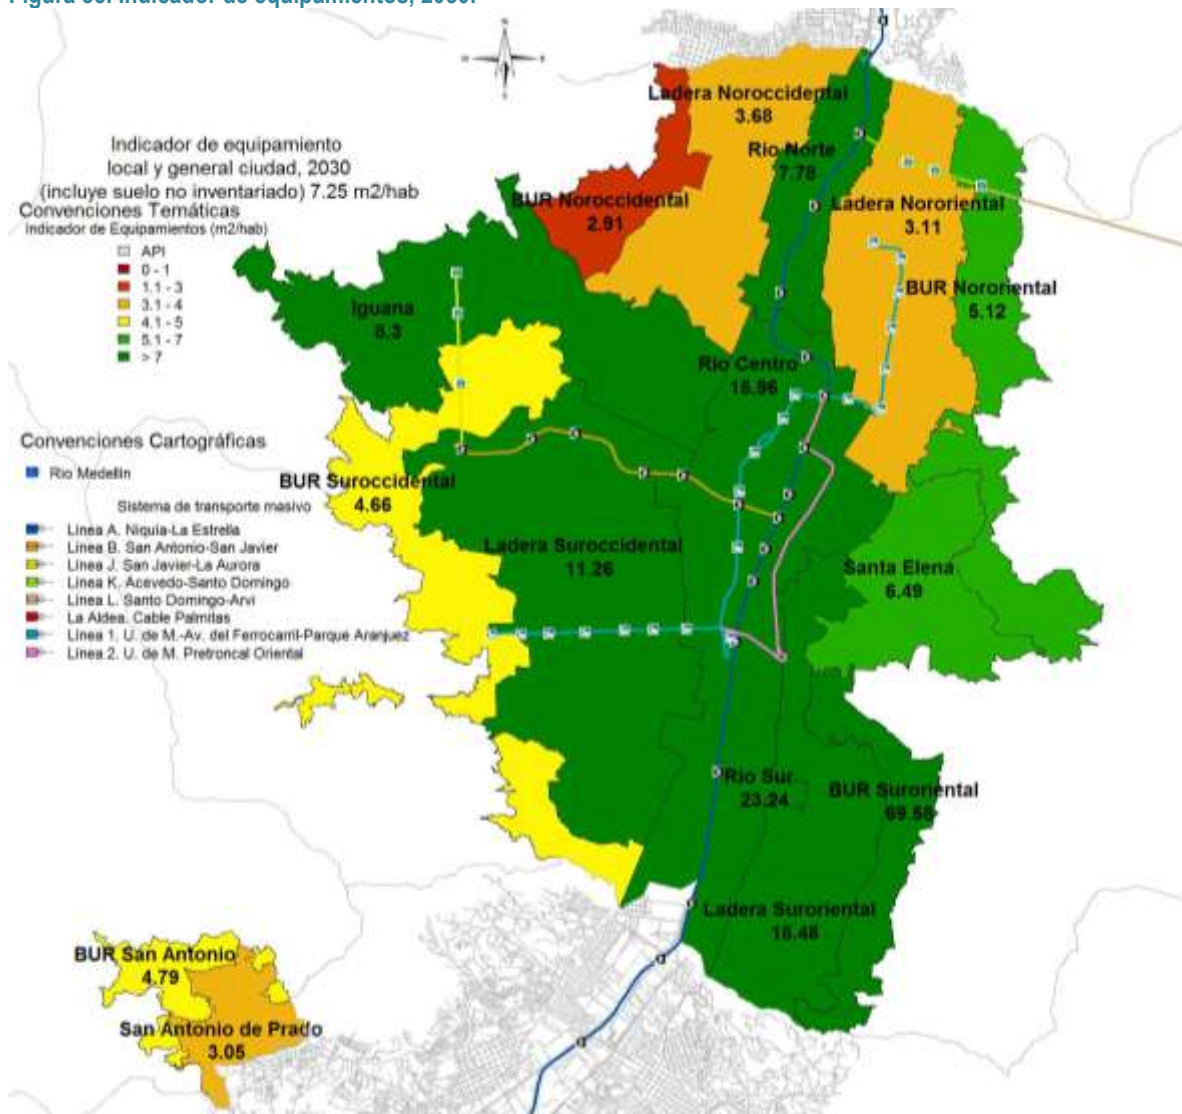 Indicador de equipamientos, 2030.
Ladera Noroccidental
3.68
Indicador de equipamiento
local y general ciudad, 2030
(incluye suelo no inventariado) 7.25 m2/hab
Rio Norte
7.78
BUR Noroccidental
2.91
Ladera Nororiental
3.11
Convenciones Temáticas
Indicador de Equipamientos (m2/hab)
API
0 - 1
1.1 - 3
3.1 - 4
4.1 - 5
5.1 - 7
> 7
BUR Nororiental
5.12
Iguana
Rio Centro
Convenciones Cartográficas
Rio Medellin
BUR Suroccidental
4.66
Sistema de transporte masivo
Linea A. Niquia-La Estrella
Linea B. San Antonio-San Javier
Linea J. San Javier-La Aurora
Linea K. Acevedo-Santo Domingo
Linea L. Santo Domingo-Arvi
La Aldea. Cable Palmitas
Linea 1. U. de M.-Av. del Ferrocarril-Parque Aranjuez
Linea 2. U. de M. Pretroncal Oriental
Ladera Suroccidental
11.26
Santa Elena
6.49
Rio Sur
23.24
BUR Suroriental
69.58
Ladera Suroriental
BUR San Antonio
4.79
San Antonio de Prado
3.05